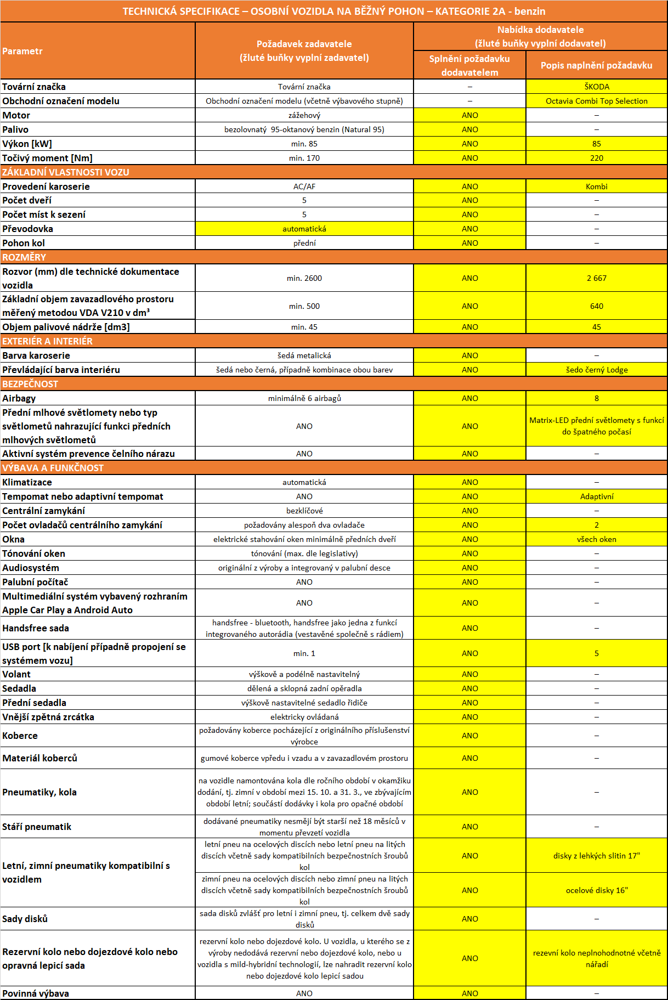 TECHNICKÁ SPECIFIKACE – OSOBNÍ VOZIDLA NA BĚŽNÝ POHON – KATEGORIE 2A - benzin
Parametr
Požadavek zadavatele
(žluté buňky vyplní zadavatel)
Nabídka dodavatele
(žluté buňky vyplní dodavatel)
Splnění požadavku
dodavatelem
Popis naplnění požadavku
Tovární značka Tovární značka – ŠKODA
Obchodní označení modelu Obchodní označení modelu (včetně výbavového stupně) – Octavia Combi Top Selection
Motor zážehový ANO –
Palivo bezolovnatý 95-oktanový benzin (Natural 95) ANO –
Výkon [kW] min. 85 ANO 85
Točivý moment [Nm] min. 170 ANO 220
ZÁKLADNÍ VLASTNOSTI VOZU
Provedení karoserie AC/AF ANO Kombi
Počet dveří 5 ANO –
Počet míst k sezení 5 ANO –
Převodovka automatická ANO –
Pohon kol přední ANO –
ROZMĚRY
Rozvor (mm) dle technické dokumentace
vozidla
min. 2600 ANO 2 667
Základní objem zavazadlového prostoru
měřený metodou VDA V210 v dm³
min. 500 ANO 640
Objem palivové nádrže [dm3] min. 45 ANO 45
EXTERIÉR A INTERIÉR
Barva karoserie šedá metalická ANO –
Převládající barva interiéru šedá nebo černá, případně kombinace obou barev ANO šedo černý Lodge
BEZPEČNOST
Airbagy minimálně 6 airbagů ANO 8
Přední mlhové světlomety nebo typ
světlometů nahrazující funkci předních
mlhových světlometů
ANO ANO
Matrix-LED přední světlomety s funkcí
do špatného počasí
Aktivní systém prevence čelního nárazu ANO ANO –
VÝBAVA A FUNKČNOST
Klimatizace automatická ANO –
Tempomat nebo adaptivní tempomat ANO ANO Adaptivní
Centrální zamykání bezklíčové ANO –
Počet ovladačů centrálního zamykání požadovány alespoň dva ovladače ANO 2
Okna elektrické stahování oken minimálně předních dveří ANO všech oken
Tónování oken tónování (max. dle legislativy) ANO –
Audiosystém originální z výroby a integrovaný v palubní desce ANO –
Palubní počítač ANO ANO –
Multimediální systém vybavený rozhraním
Apple Car Play a Android Auto
ANO ANO –
Handsfree sada
handsfree - bluetooth, handsfree jako jedna z funkcí
integrovaného autorádia (vestavěné společně s rádiem)
ANO –
USB port [k nabíjení případně propojení se
systémem vozu]
min. 1 ANO 5
Volant výškově a podélně nastavitelný ANO –
Sedadla dělená a sklopná zadní opěradla ANO –
Přední sedadla výškově nastavitelné sedadlo řidiče ANO –
Vnější zpětná zrcátka elektricky ovládaná ANO –
Koberce
požadovány koberce pocházející z originálního příslušenství
výrobce
ANO –
Materiál koberců gumové koberce vpředu i vzadu a v zavazadlovém prostoru ANO –
Pneumatiky, kola
na vozidle namontována kola dle ročního období v okamžiku
dodání, tj. zimní v období mezi 15. 10. a 31. 3., ve zbývajícím
období letní; součástí dodávky i kola pro opačné období
ANO –
Stáří pneumatik
dodávané pneumatiky nesmějí být starší než 18 měsíců v
momentu převzetí vozidla
ANO –
Letní, zimní pneumatiky kompatibilní s
vozidlem
letní pneu na ocelových discích nebo letní pneu na litých
discích včetně sady kompatibilních bezpečnostních šroubů
kol
ANO disky z lehkých slitin 17"
zimní pneu na ocelových discích nebo zimní pneu na litých
discích včetně sady kompatibilních bezpečnostních šroubů
kol
ANO ocelové disky 16"
Sady disků
sada disků zvlášť pro letní i zimní pneu, tj. celkem dvě sady
disků
ANO –
Rezervní kolo nebo dojezdové kolo nebo
opravná lepicí sada
rezervní kolo nebo dojezdové kolo. U vozidla, u kterého se z
výroby nedodává rezervní nebo dojezdové kolo, nebo u
vozidla s mild-hybridní technologií, lze nahradit rezervní kolo
nebo dojezdové kolo lepicí sadou
ANO
rezevní kolo neplnohodnotné včetně
nářadí
Povinná výbava ANO ANO –